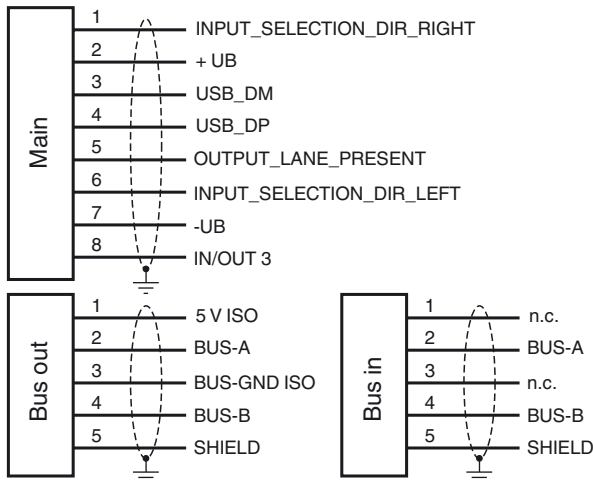 Main
1 INPUT_SELECTION_DIR_RIGHT
2 + UB
3 USB_DM
4 USB_DP
5 OUTPUT_LANE_PRESENT
6 INPUT_SELECTION_DIR_LEFT
7 -UB
8 IN/OUT 3
Bus out
1 5 V ISO
2 BUS-A
3 BUS-GND ISO
4 BUS-B
5 SHIELD
Bus in
1 n.c.
2 BUS-A
3 n.c.
4 BUS-B
5 SHIELD